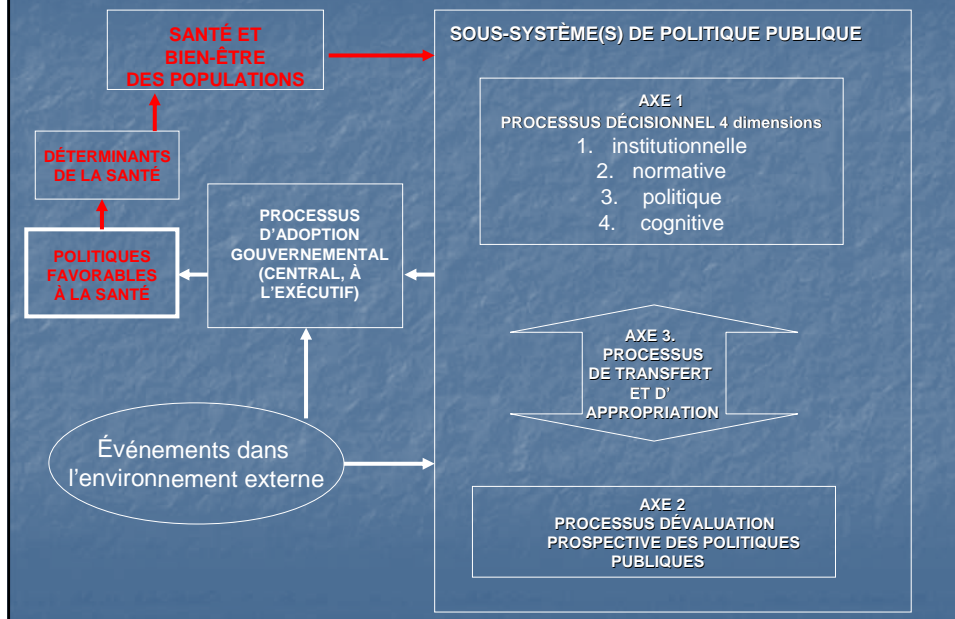 SANTÉ ET
BIEN-ÊTRE
DES POPULATIONS
DÉTERMINANTS
DE LA SANTÉ
POLITIQUES
FAVORABLES
À LA SANTÉ
PROCESSUS
D'ADOPTION
GOUVERNEMENTAL
(CENTRAL, À
L'EXÉCUTIF)
Événements dans
l'environnement externe
SOUS-SYSTÈME(S) DE POLITIQUE PUBLIQUE
AXE 1
PROCESSUS DÉCISIONNEL 4 dimensions
1. institutionnelle
2. normative
3. politique
4. cognitive
AXE 3.
PROCESSUS
DE TRANSFERT
ET D'
APPROPRIATION
AXE 2
PROCESSUS DÉVALUATION
PROSPECTIVE DES POLITIQUES
PUBLIQUES